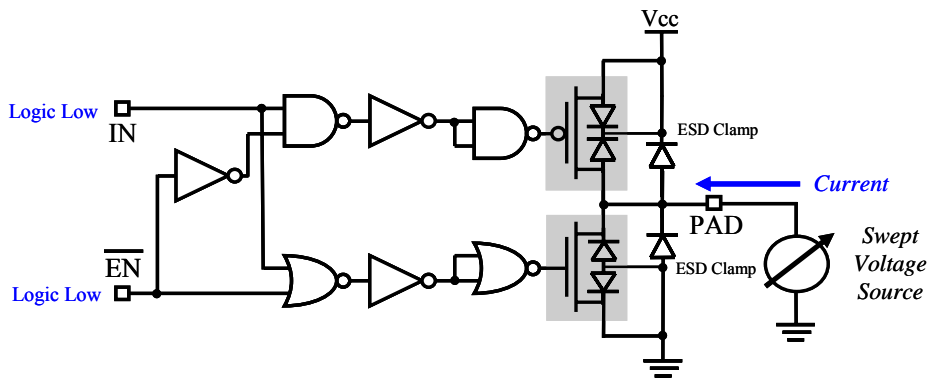 Vcc
Logic Low
IN
ESD Clamp
Current
PAD
EN
Logic Low
ESD Clamp
Swept
Voltage
Source